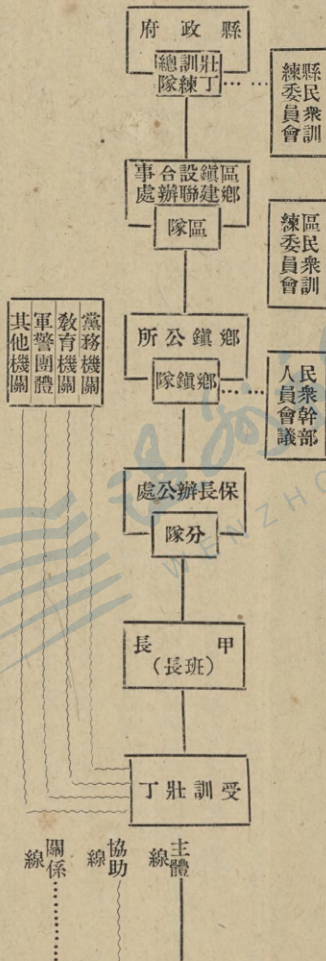 縣民衆訓
練委員會
縣政府
壯丁
訓練
總隊
區民衆訓
練委員會
區鄉
鎮建
設聯
合辦
事處
區隊
民衆幹部
人員會議
鄉鎮公所
鄉鎮隊
保長辦公處
分隊
甲長
(班長)
黨務機關
教育機關
軍警團體
其他機關
受訓壯丁
主體
線
協助
線
關係
線
WENZHO